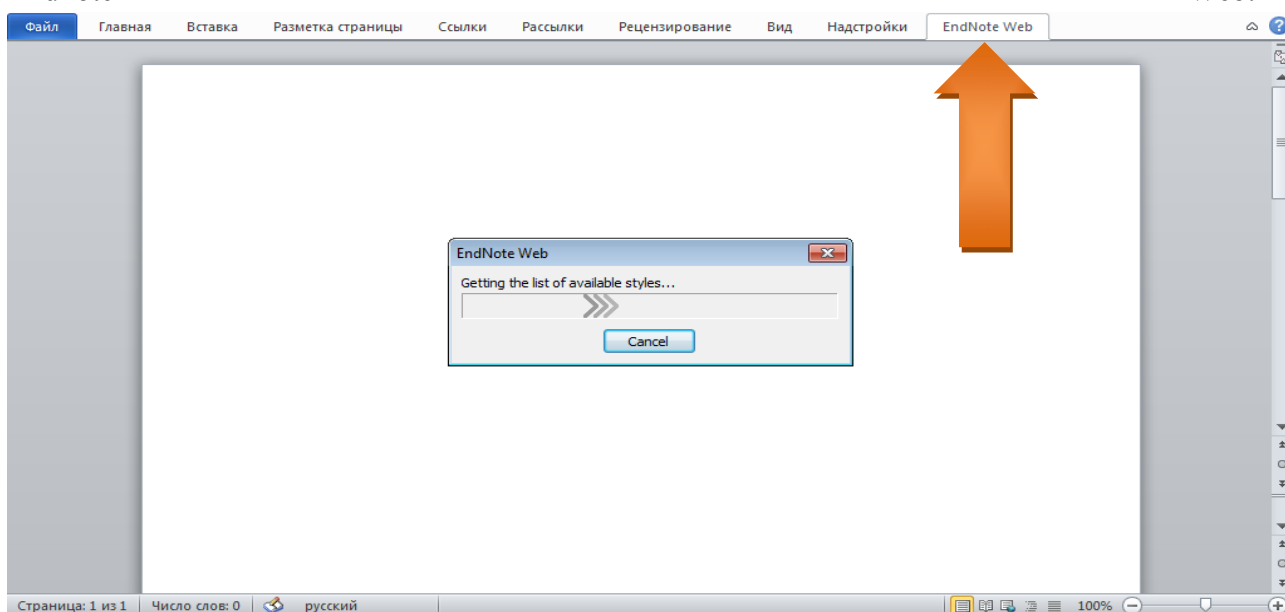 Файл Главная Вставка Разметка страницы Ссылки Рассылки Рецензирование Вид Надстройки EndNote Web
EndNote Web
Getting the list of available styles...
Cancel
Страница: 1 из 1 Число слов: 0 русский 100%